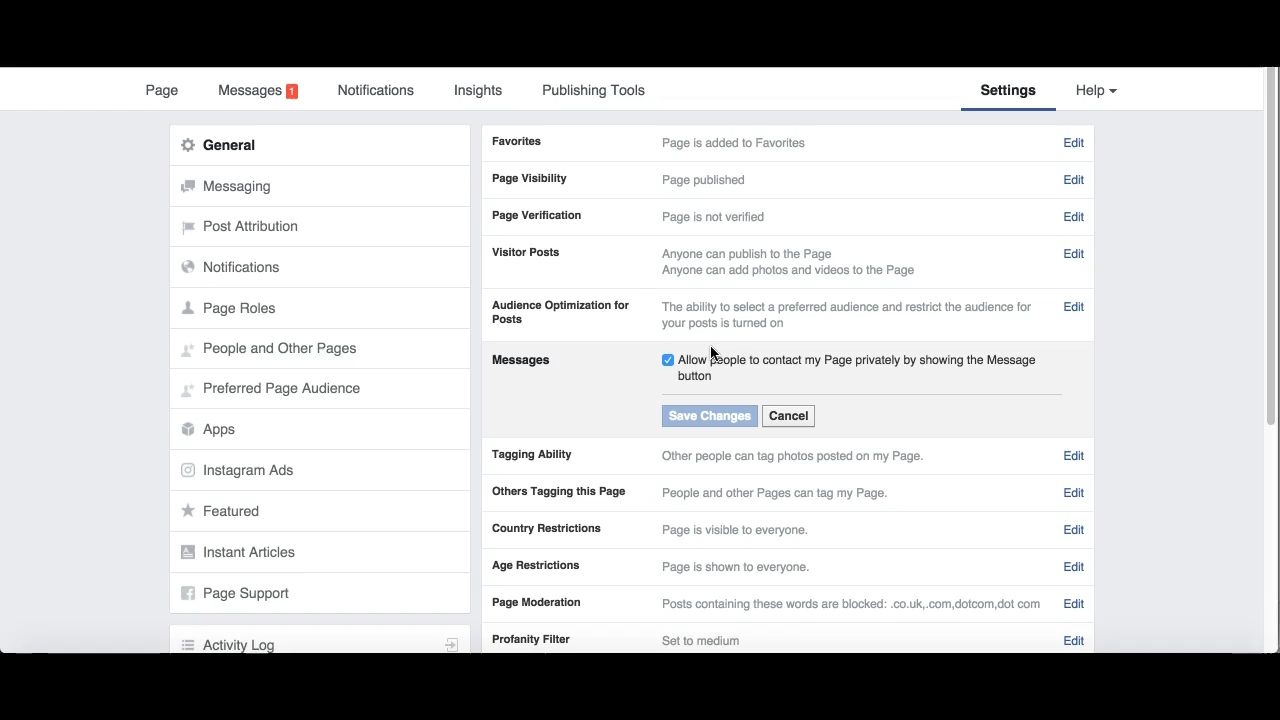 Page
Messages 1
Notifications
Insights
Publishing Tools
Settings
Help
General
Messaging
Post Attribution
Notifications
Page Roles
People and Other Pages
Preferred Page Audience
Apps
Instagram Ads
Featured
Instant Articles
Page Support
Activity Log
Favorites Page is added to Favorites Edit
Page Visibility Page published Edit
Page Verification Page is not verified Edit
Visitor Posts Anyone can publish to the Page Edit
Anyone can add photos and videos to the Page
Audience Optimization for The ability to select a preferred audience and restrict the audience for Edit
Posts your posts is turned on
Messages Allow people to contact my Page privately by showing the Message
button
Save Changes Cancel
Tagging Ability Other people can tag photos posted on my Page. Edit
Others Tagging this Page People and other Pages can tag my Page. Edit
Country Restrictions Page is visible to everyone. Edit
Age Restrictions Page is shown to everyone. Edit
Page Moderation Posts containing these words are blocked: .co.uk,.com,dotcom,dot com Edit
Profanity Filter Set to medium Edit